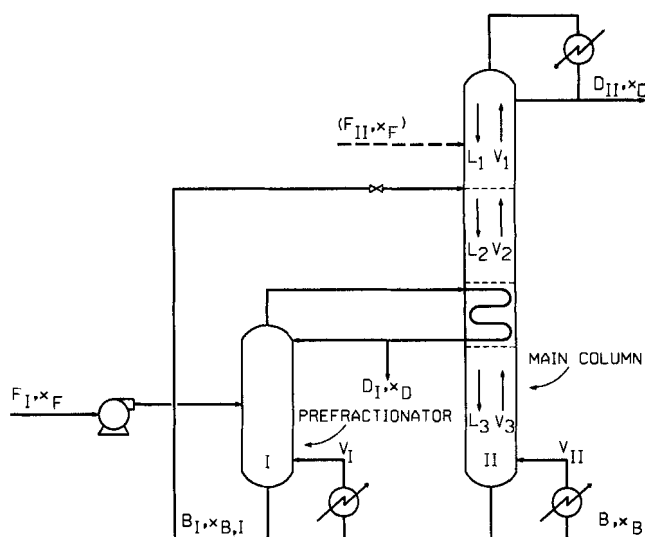 D_II, x_D
(F_II, x_F)
L_1 V_1
L_2 V_2
MAIN COLUMN
D_I, x_D
F_I, x_F
PREFRACTIONATOR
L_3 V_3
I
V_I
II
V_II
B_I, x_B,I
B, x_B